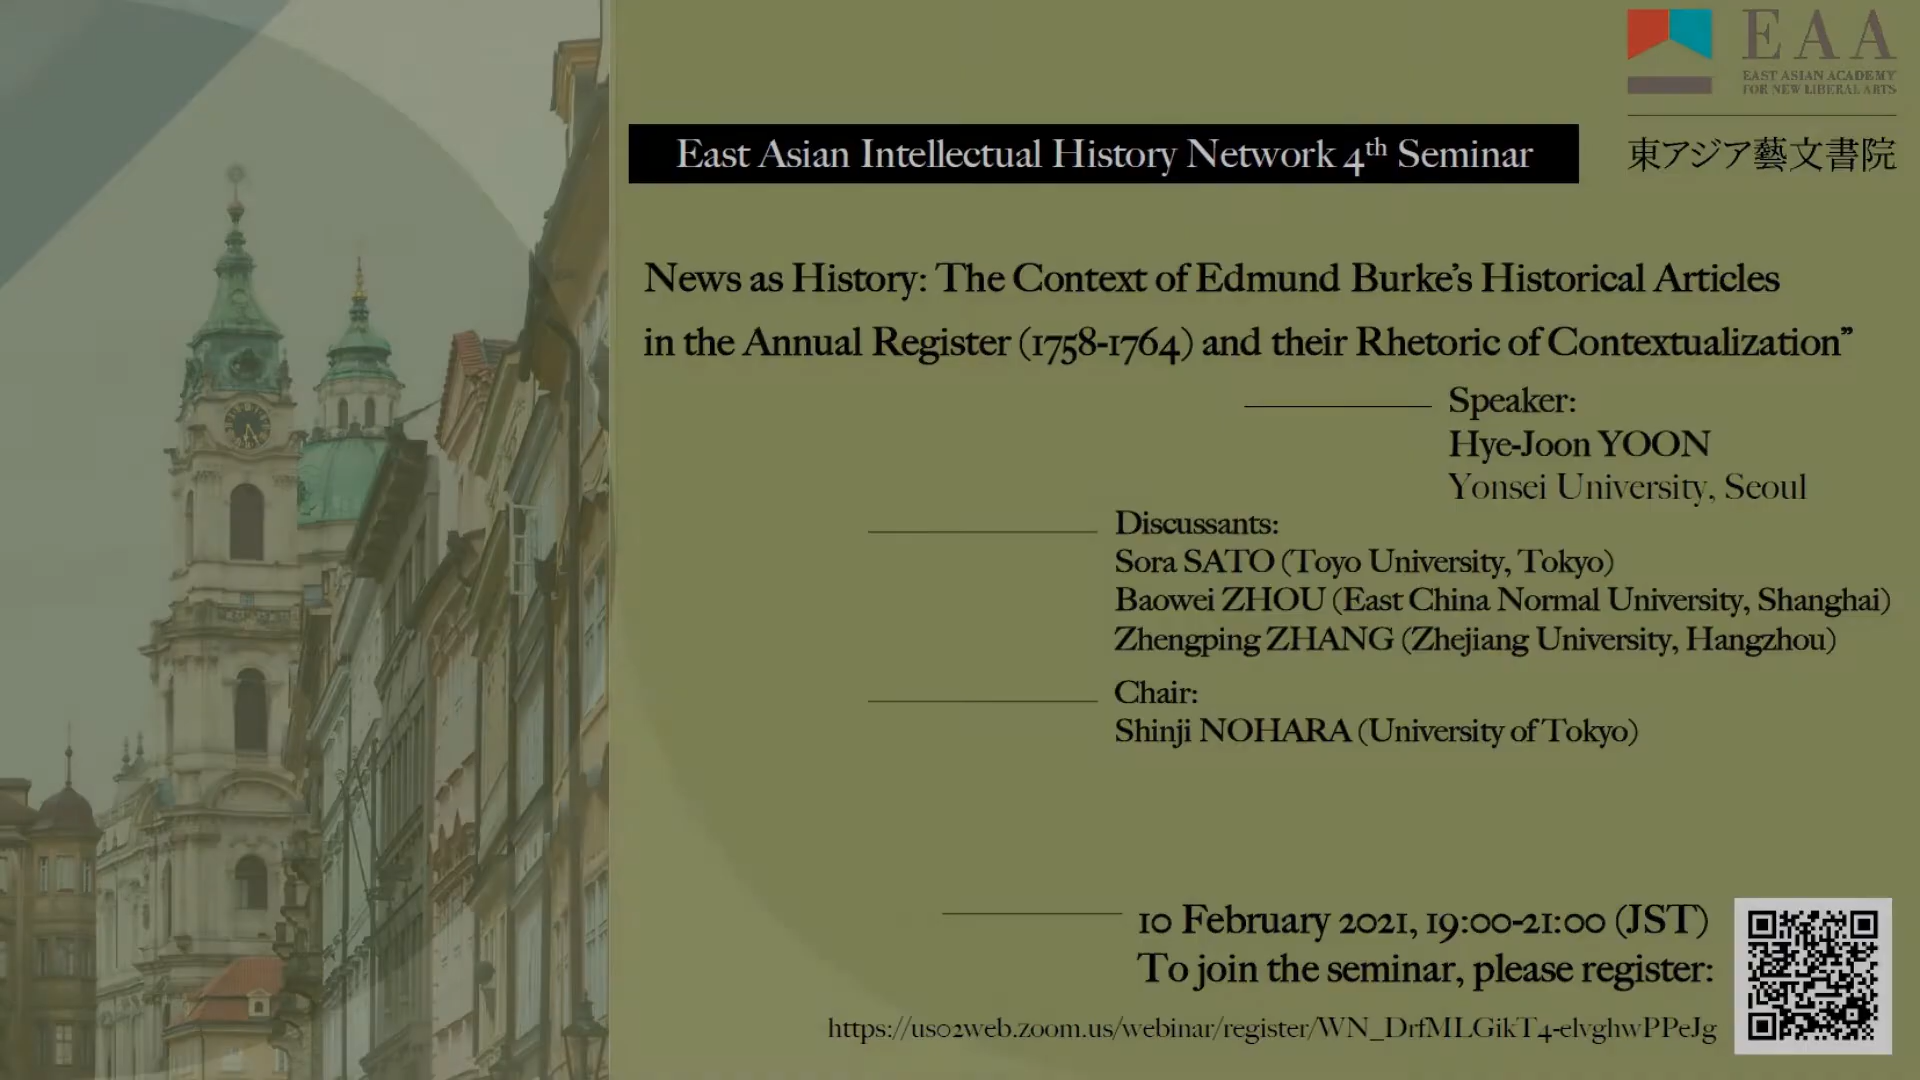 EAA
EAST ASIAN ACADEMY
FOR NEW LIBERAL ARTS
東アジア藝文書院
East Asian Intellectual History Network 4th Seminar
News as History: The Context of Edmund Burke's Historical Articles
in the Annual Register (1758-1764) and their Rhetoric of Contextualization”
Speaker:
Hye-Joon YOON
Yonsei University, Seoul
Discussants:
Sora SATO (Toyo University, Tokyo)
Baowei ZHOU (East China Normal University, Shanghai)
Zhengping ZHANG (Zhejiang University, Hangzhou)
Chair:
Shinji NOHARA (University of Tokyo)
10 February 2021, 19:00-21:00 (JST)
To join the seminar, please register:
https://us02web.zoom.us/webinar/register/WN_DrfMLGikT4-elvghwPPeJg